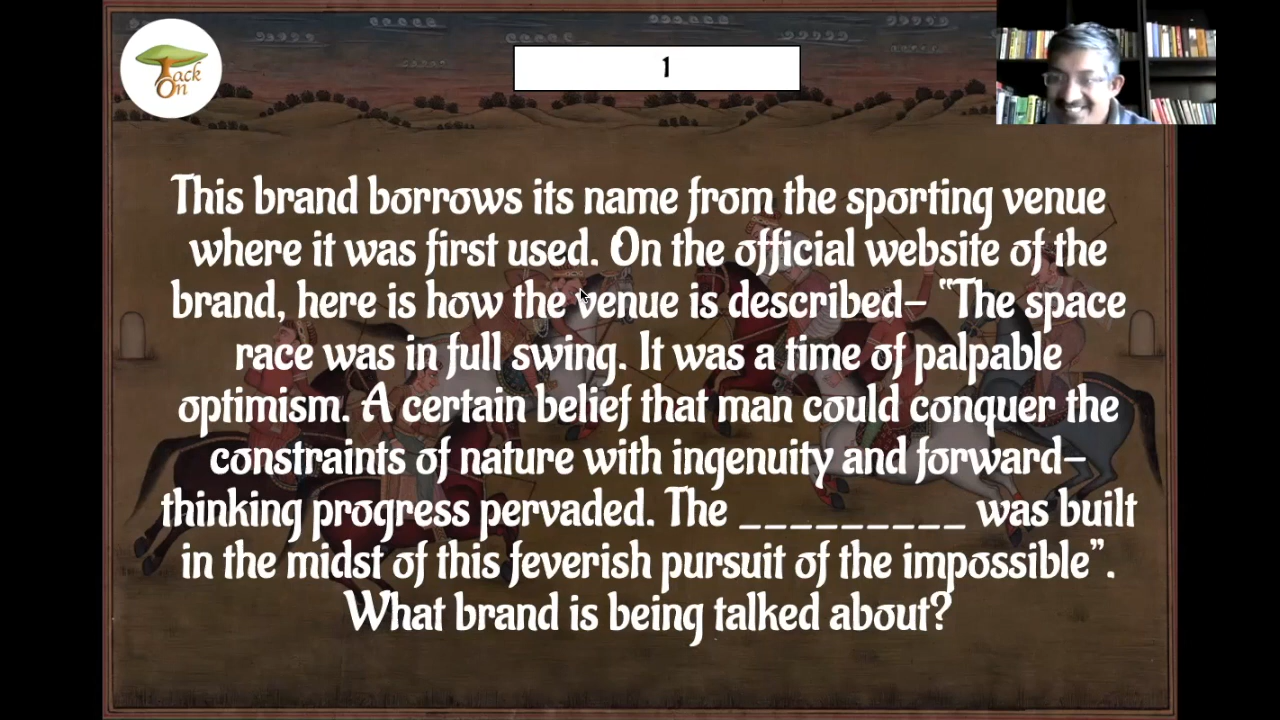 Tack
On
1
This brand borrows its name from the sporting venue
where it was first used. On the official website of the
brand, here is how the venue is described– “The space
race was in full swing. It was a time of palpable
optimism. A certain belief that man could conquer the
constraints of nature with ingenuity and forward–
thinking progress pervaded. The _________ was built
in the midst of this feverish pursuit of the impossible”.
What brand is being talked about?